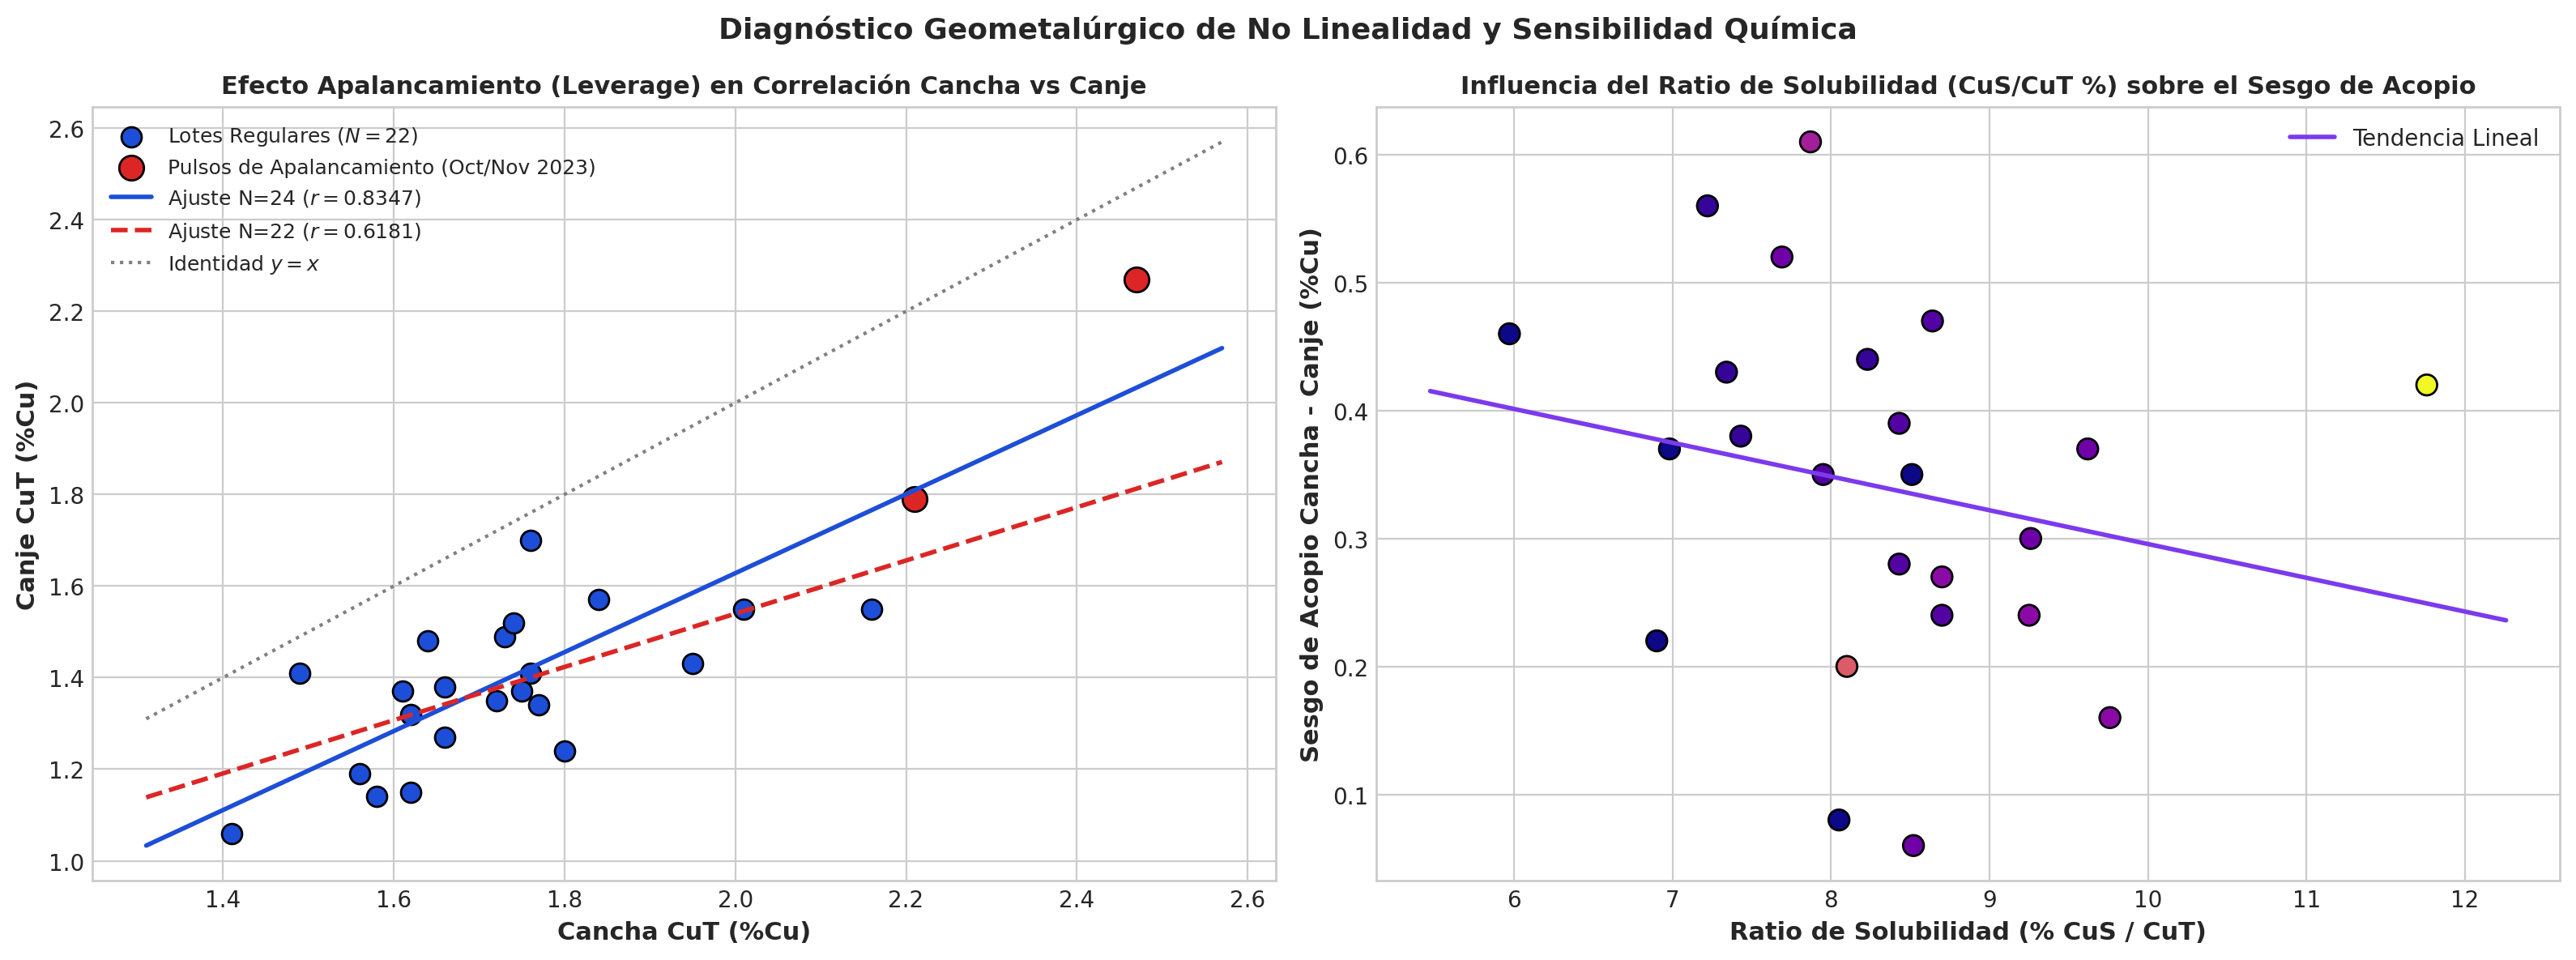 Diagnóstico Geometalúrgico de No Linealidad y Sensibilidad Química
Efecto Apalancamiento (Leverage) en Correlación Cancha vs Canje
Lotes Regulares (N = 22)
Pulsos de Apalancamiento (Oct/Nov 2023)
Ajuste N=24 (r = 0.8347)
Ajuste N=22 (r = 0.6181)
Identidad y = x
Canje CuT (%Cu)
2.6
2.4
2.2
2.0
1.8
1.6
1.4
1.2
1.0
1.4 1.6 1.8 2.0 2.2 2.4 2.6
Cancha CuT (%Cu)
Influencia del Ratio de Solubilidad (CuS/CuT %) sobre el Sesgo de Acopio
Tendencia Lineal
Sesgo de Acopio Cancha - Canje (%Cu)
0.6
0.5
0.4
0.3
0.2
0.1
6 7 8 9 10 11 12
Ratio de Solubilidad (% CuS / CuT)